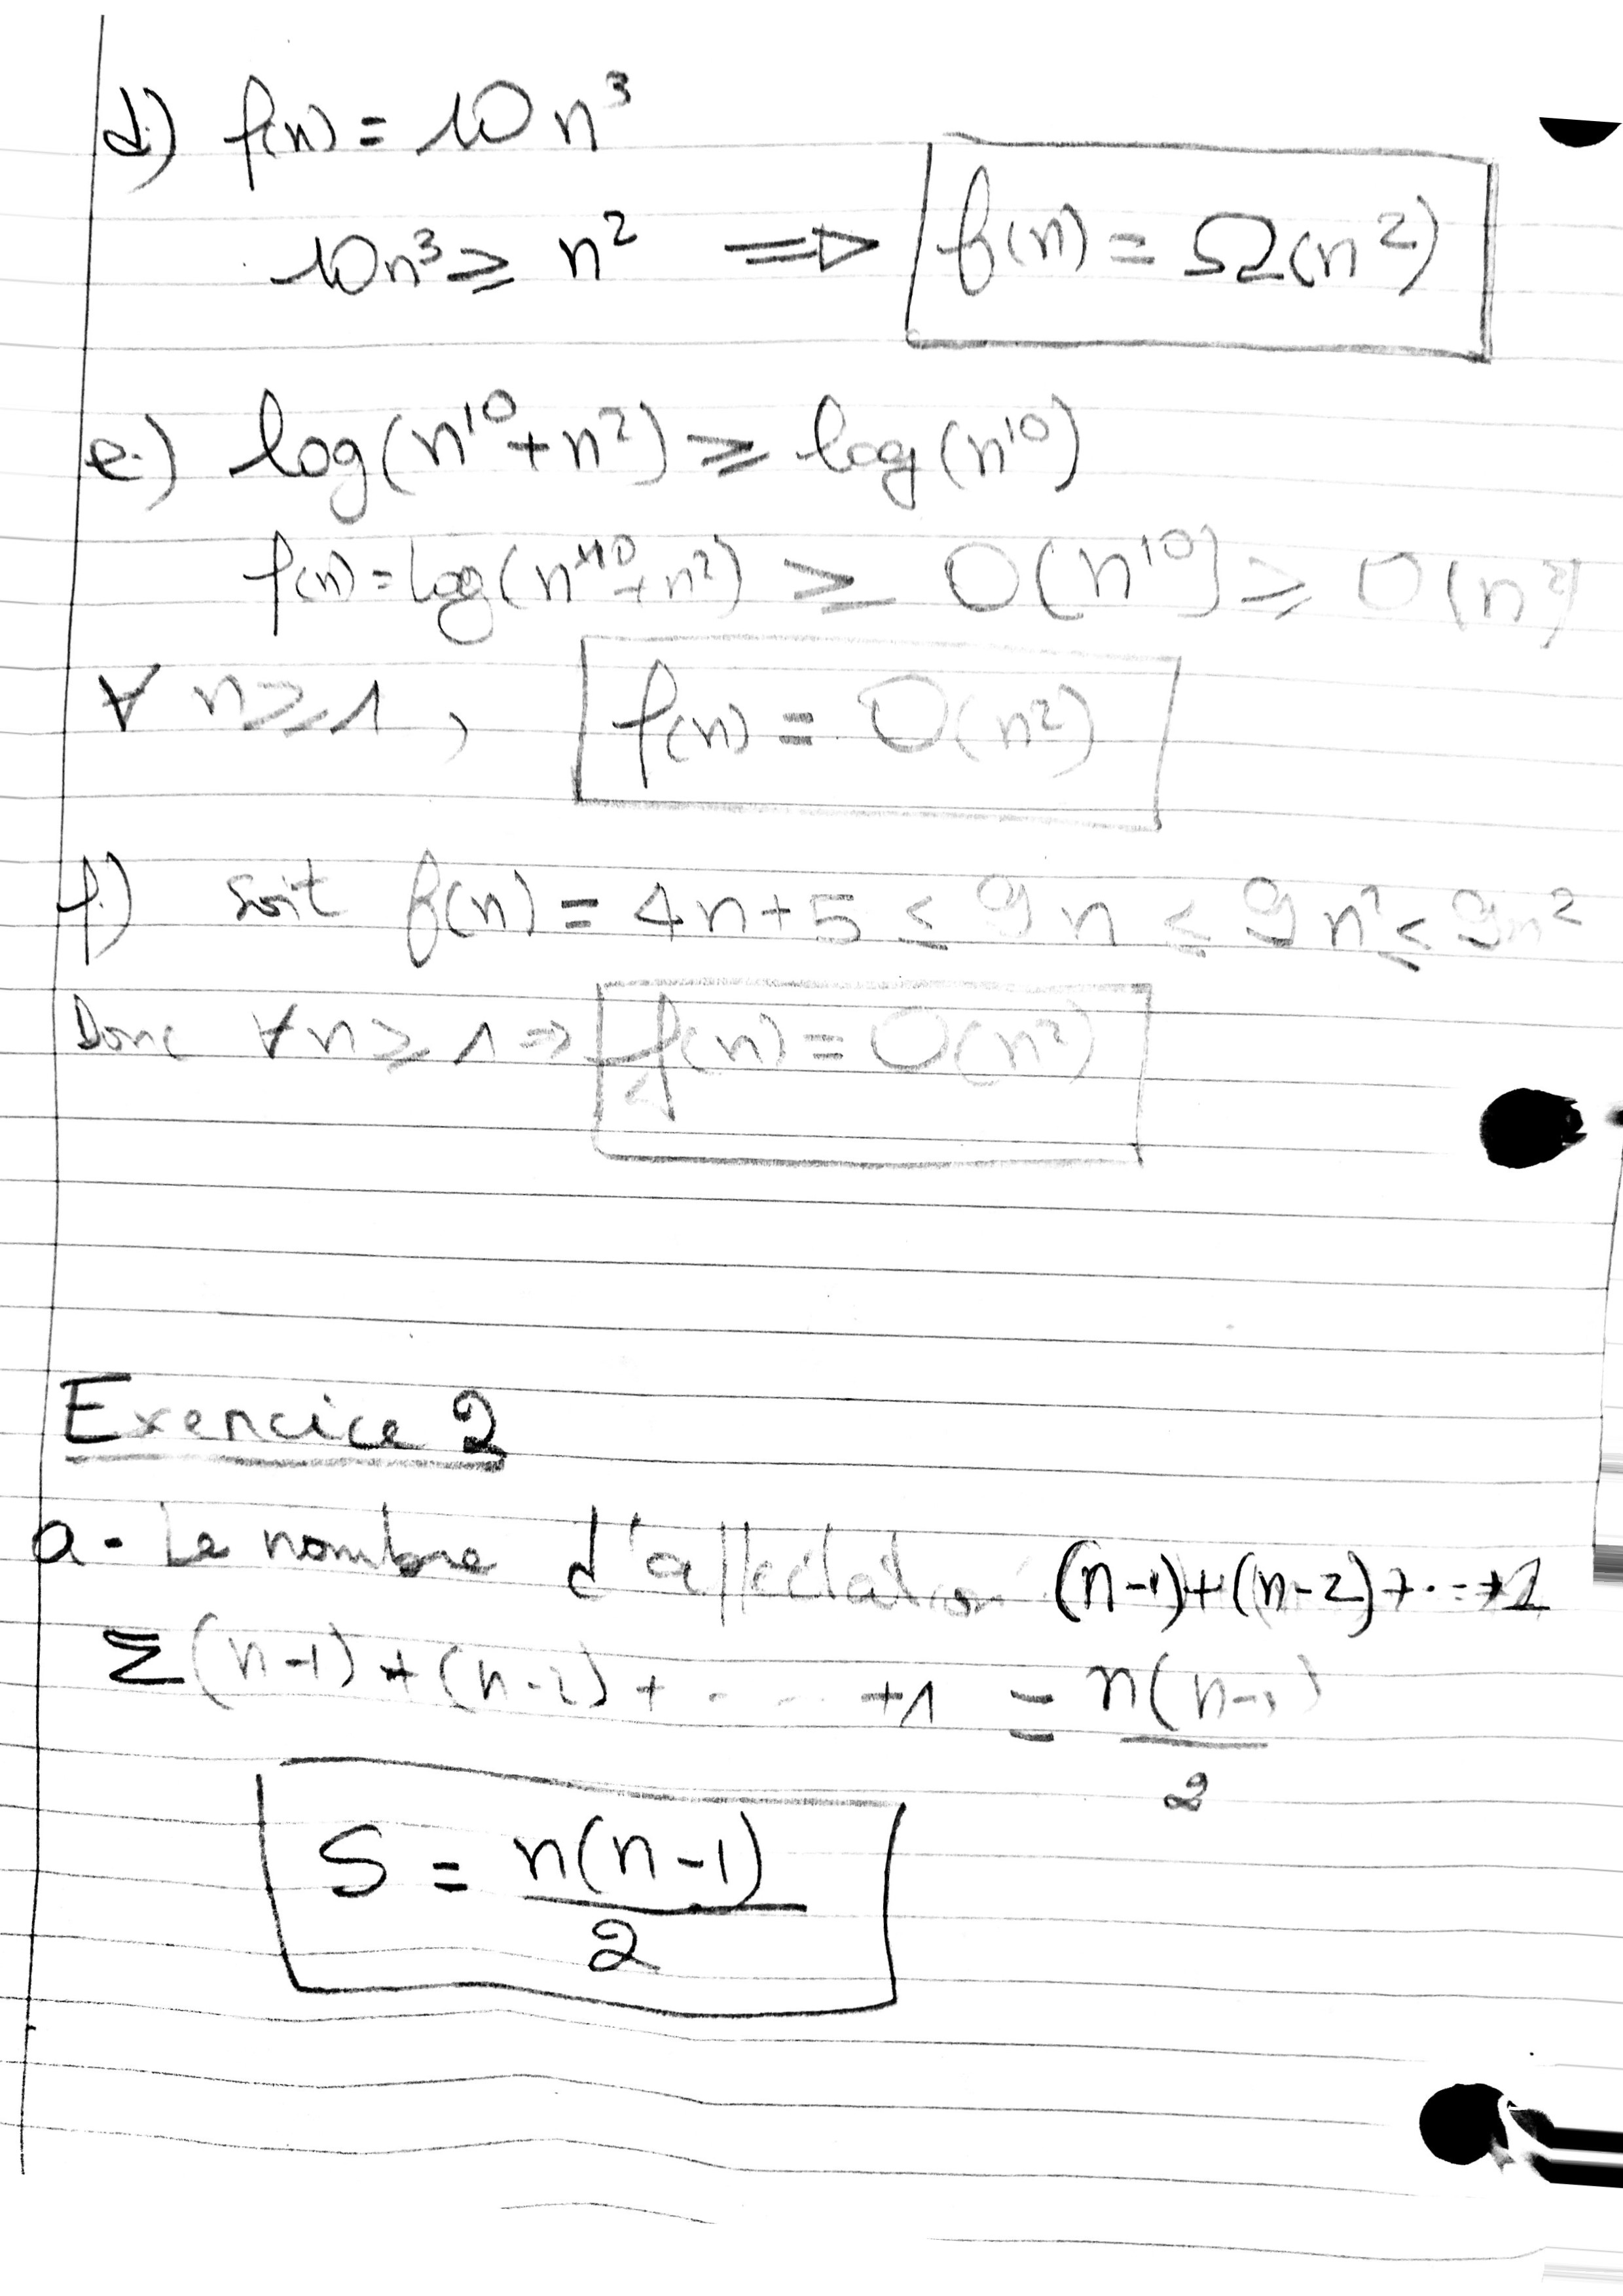 d.) f(n) = 10n³
10n³ ≥ n² ⇒ f(n) = Ω(n²)
e.) log(n¹⁰+n²) ≥ log(n¹⁰)
f(n) = log(n¹⁰+n²) ≥ O(n¹⁰) ≥ O(n²)
∀ n ≥ 1, f(n) = O(n²)
f.) soit f(n) = 4n+5 ≤ 9n ≤ 9n² ≤ 9n²
Donc ∀n ≥ 1 ⇒ f(n) = O(n²)
Exercice 2
a - Le nombre d'affectation (n-1)+(n-2)+...+1
Σ(n-1)+(n-2)+.....+1 = n(n-1)/2
S = n(n-1)/2